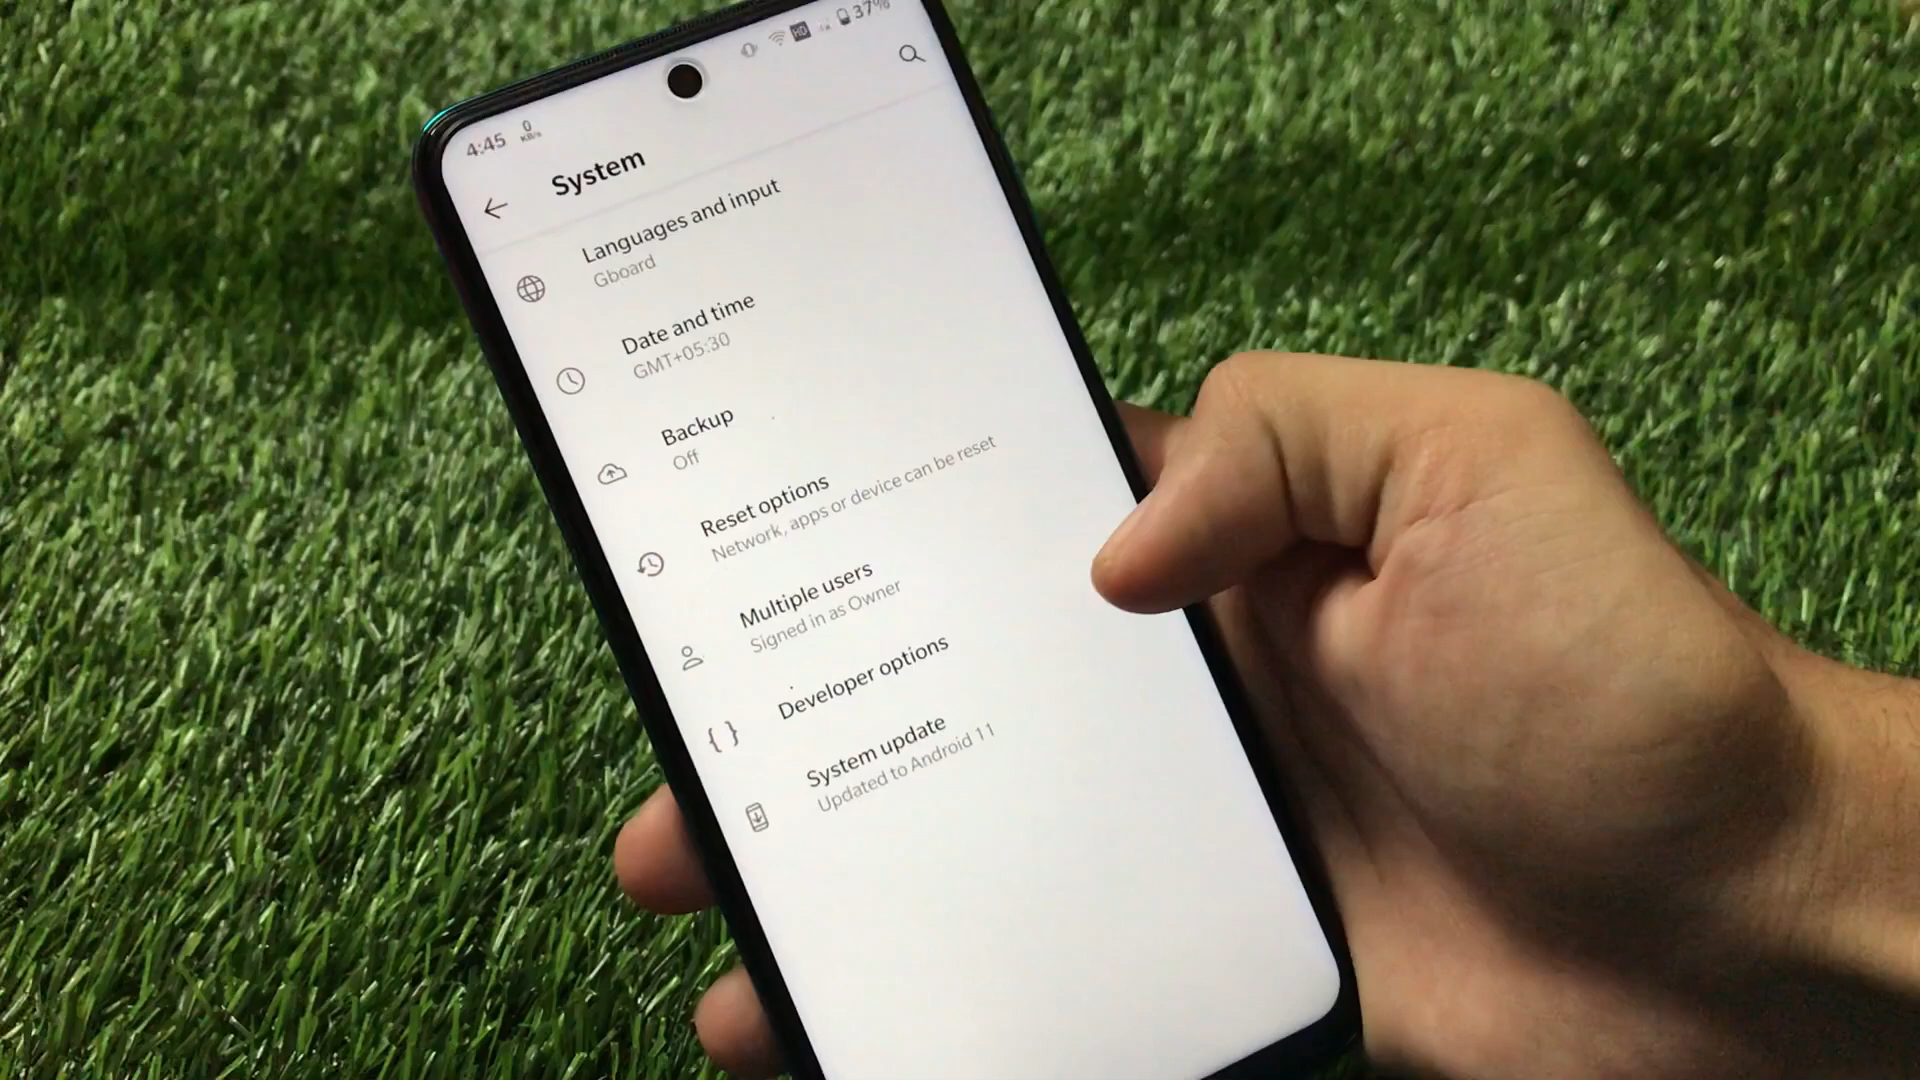 4:45
0
KB/s
HD
37%
System
Languages and input
Gboard
Date and time
GMT+05:30
Backup
Off
Reset options
Network, apps or device can be reset
Multiple users
Signed in as Owner
{ }
Developer options
System update
Updated to Android 11